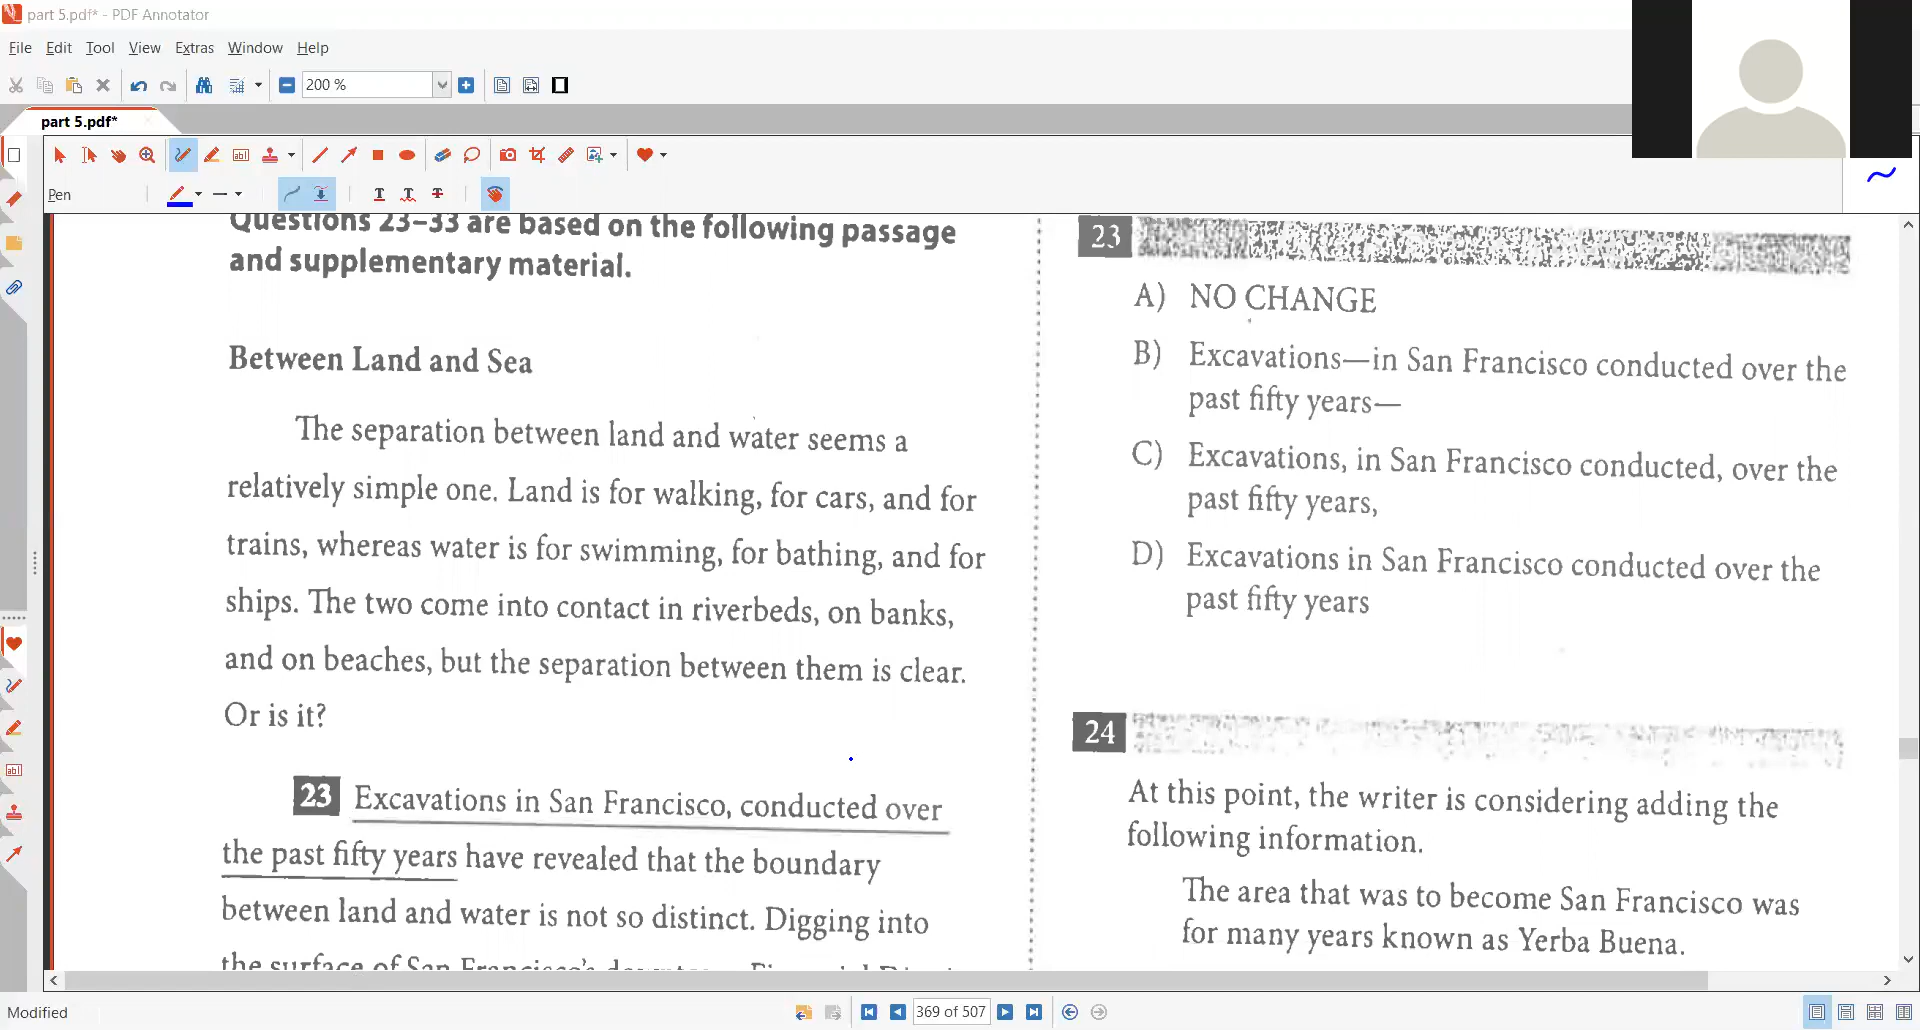 part 5.pdf* - PDF Annotator
File Edit Tool View Extras Window Help
200 %
part 5.pdf*
Pen
Questions 23–33 are based on the following passage
and supplementary material.
Between Land and Sea
The separation between land and water seems a
relatively simple one. Land is for walking, for cars, and for
trains, whereas water is for swimming, for bathing, and for
ships. The two come into contact in riverbeds, on banks,
and on beaches, but the separation between them is clear.
Or is it?
23 Excavations in San Francisco, conducted over
the past fifty years have revealed that the boundary
between land and water is not so distinct. Digging into
the surface of San Francisco's
23
A) NO CHANGE
B) Excavations—in San Francisco conducted over the
past fifty years—
C) Excavations, in San Francisco conducted, over the
past fifty years,
D) Excavations in San Francisco conducted over the
past fifty years
24
At this point, the writer is considering adding the
following information.
The area that was to become San Francisco was
for many years known as Yerba Buena.
Modified
369 of 507